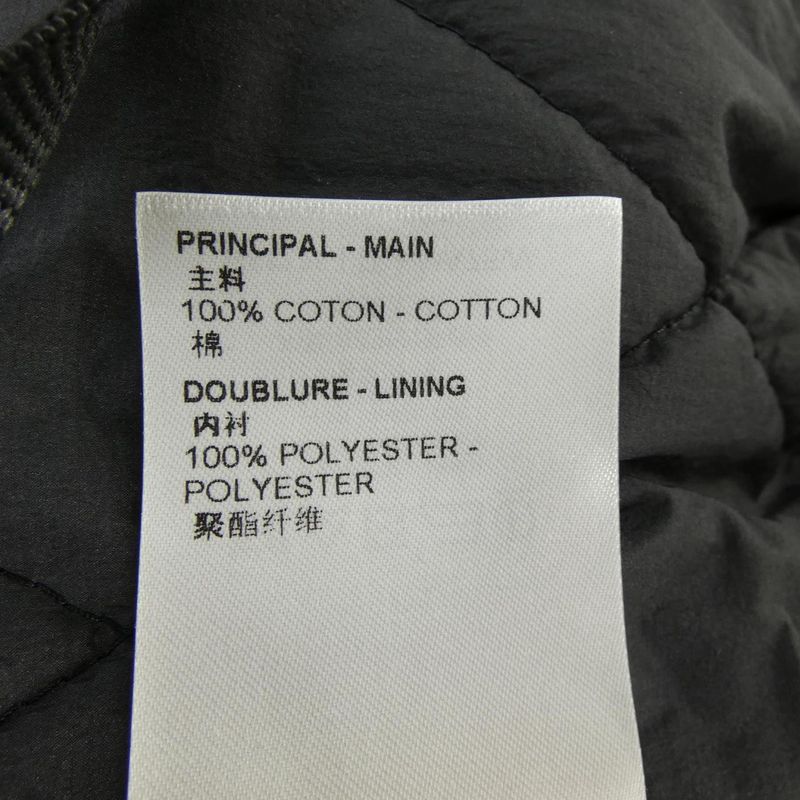 PRINCIPAL - MAIN
主料
100% COTON - COTTON
棉
DOUBLURE - LINING
内衬
100% POLYESTER -
POLYESTER
聚酯纤维